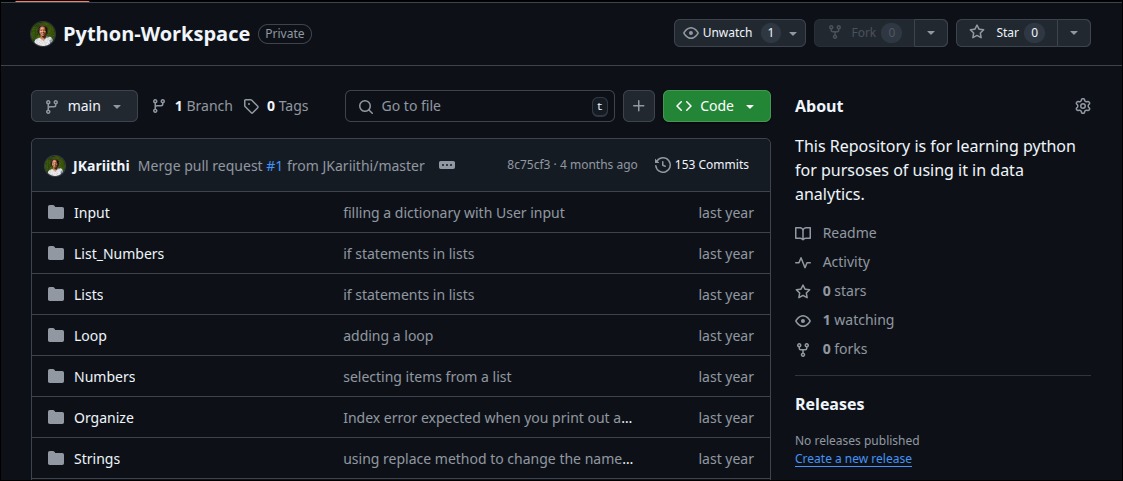 Python-Workspace Private Unwatch 1 Fork 0 Star 0
main 1 Branch 0 Tags Go to file t + Code
JKariithi Merge pull request #1 from JKariithi/master 8c75cf3 · 4 months ago 153 Commits
Input filling a dictionary with User input last year
List_Numbers if statements in lists last year
Lists if statements in lists last year
Loop adding a loop last year
Numbers selecting items from a list last year
Organize Index error expected when you print out a... last year
Strings using replace method to change the name... last year
About
This Repository is for learning python
for pursoses of using it in data
analytics.
Readme
Activity
0 stars
1 watching
0 forks
Releases
No releases published
Create a new release